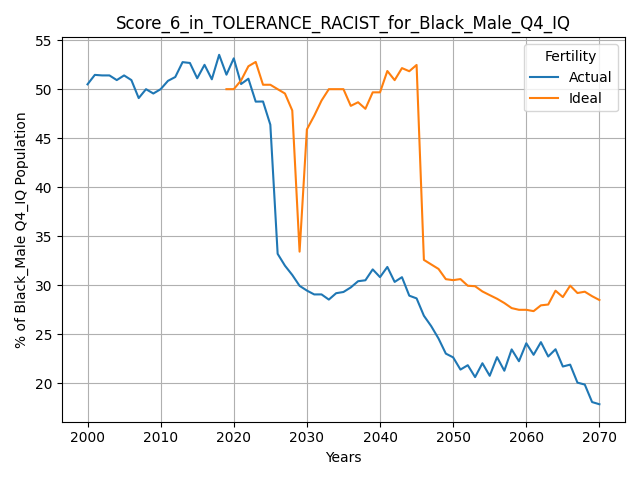 Score_6_in_TOLERANCE_RACIST_for_Black_Male_Q4_IQ
% of Black_Male Q4_IQ Population
55
50
45
40
35
30
25
20
Fertility
Actual
Ideal
2000 2010 2020 2030 2040 2050 2060 2070
Years